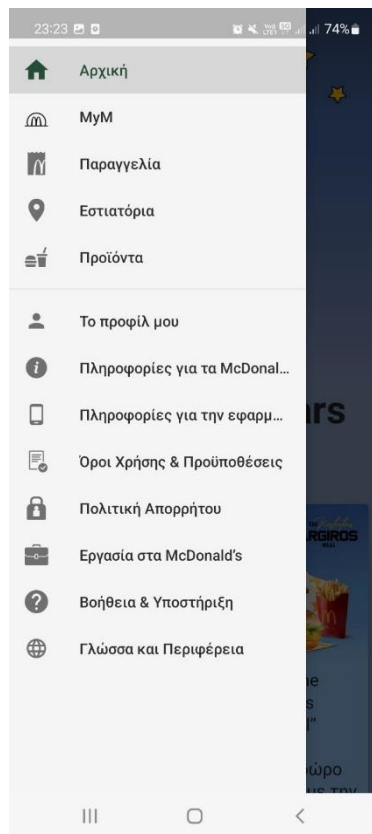 23:23 74%
Αρχική
MyM
Παραγγελία
Εστιατόρια
Προϊόντα
Το προφίλ μου
Πληροφορίες για τα McDonal...
Πληροφορίες για την εφαρμ...
Όροι Χρήσης & Προϋποθέσεις
Πολιτική Απορρήτου
Εργασία στα McDonald's
Βοήθεια & Υποστήριξη
Γλώσσα και Περιφέρεια